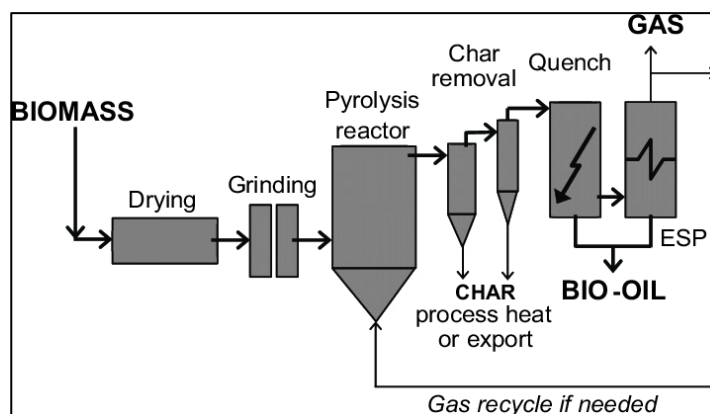 GAS
Char
removal
Quench
BIOMASS
Pyrolysis
reactor
Grinding
Drying
ESP
CHAR
process heat
or export
BIO-OIL
Gas recycle if needed